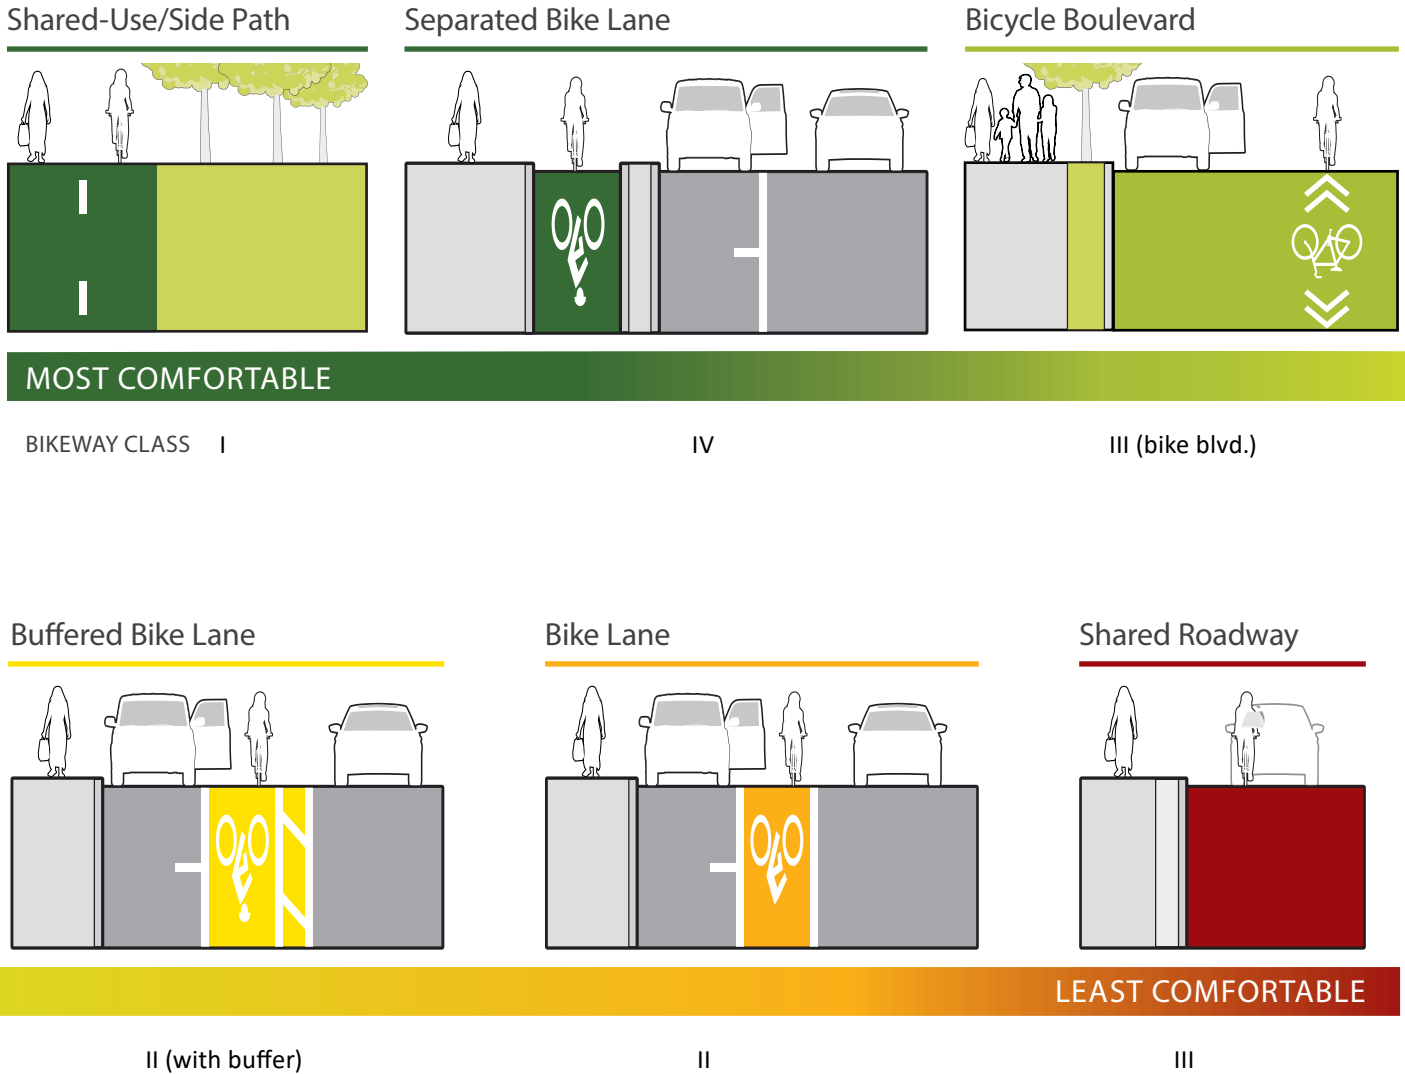 Shared-Use/Side Path
Separated Bike Lane
Bicycle Boulevard
MOST COMFORTABLE
BIKEWAY CLASS I
IV
III (bike blvd.)
Buffered Bike Lane
Bike Lane
Shared Roadway
LEAST COMFORTABLE
II (with buffer)
II
III